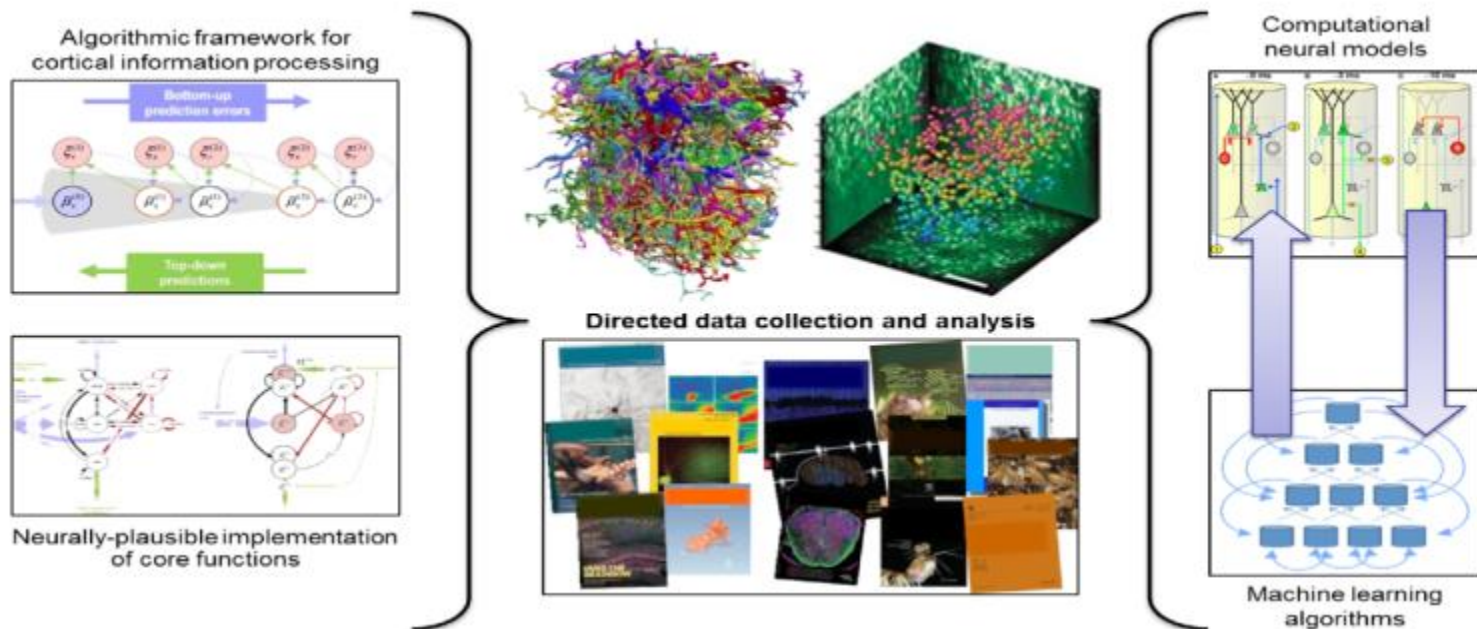 Algorithmic framework for
cortical information processing
Bottom-up
prediction errors
Top-down
predictions
Neurally-plausible implementation
of core functions
Directed data collection and analysis
Computational
neural models
Machine learning
algorithms